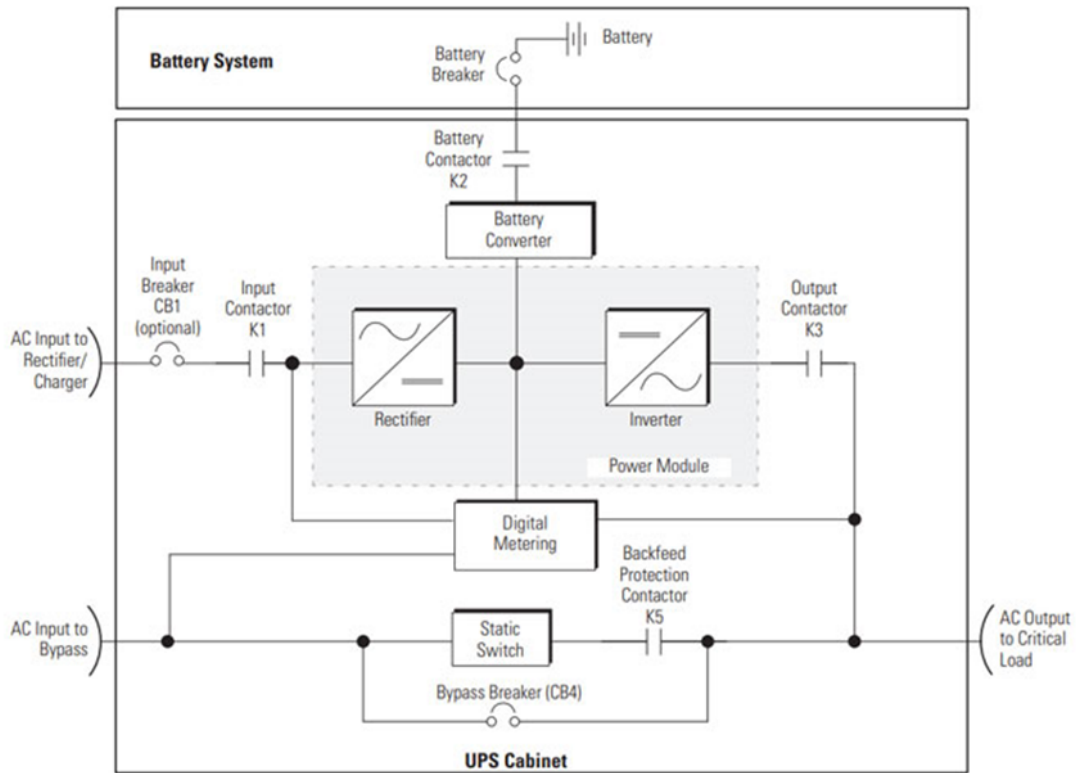 Battery System
Battery
Breaker
Battery
Battery
Contactor
K2
Battery
Converter
Input
Breaker
CB1
(optional)
Input
Contactor
K1
Output
Contactor
K3
AC Input to
Rectifier/
Charger
Rectifier
Inverter
Power Module
Digital
Metering
Backfeed
Protection
Contactor
K5
AC Input to
Bypass
Static
Switch
AC Output
to Critical
Load
Bypass Breaker (CB4)
UPS Cabinet